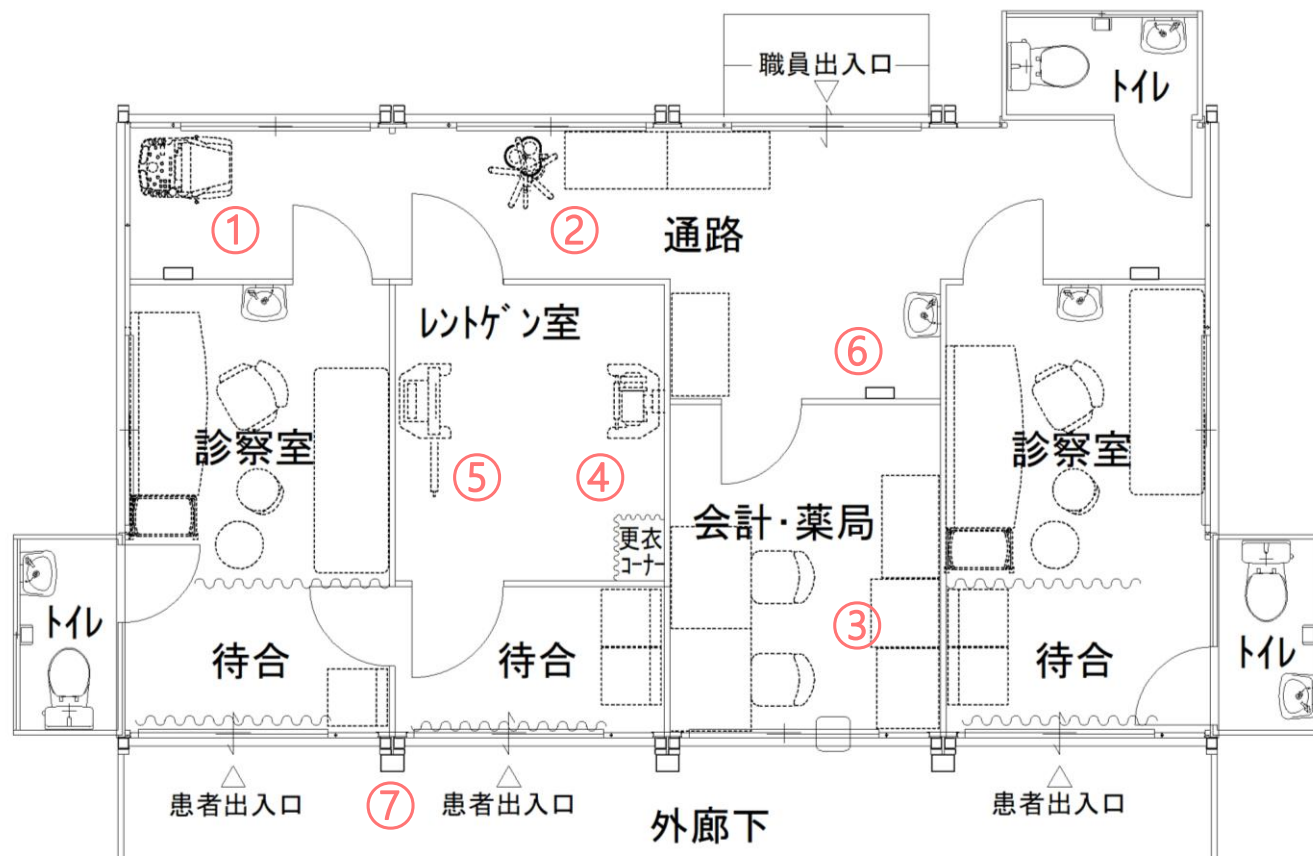 職員出入口
トイレ
①
②
通路
レントゲン室
⑥
診察室
診察室
⑤
④
会計・薬局
更衣
コーナー
③
トイレ
待合
待合
待合
トイレ
患者出入口
⑦
患者出入口
患者出入口
外廊下